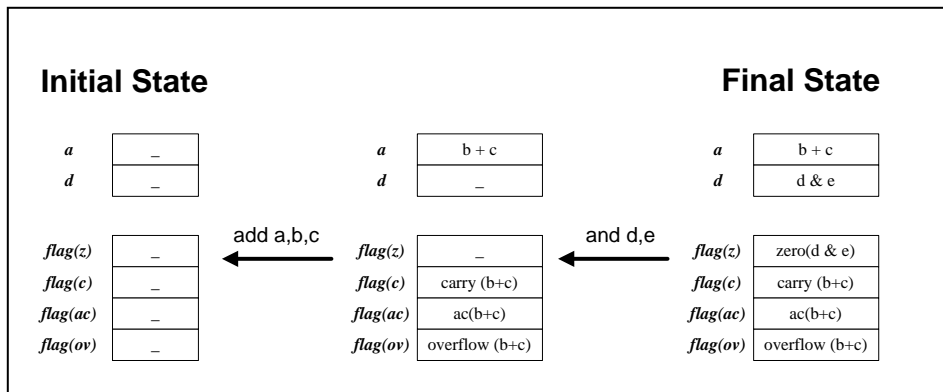 Initial State
Final State
a _ a b + c a b + c
d _ d _ d d & e
add a,b,c and d,e
flag(z) _ flag(z) _ flag(z) zero(d & e)
flag(c) _ flag(c) carry (b+c) flag(c) carry (b+c)
flag(ac) _ flag(ac) ac(b+c) flag(ac) ac(b+c)
flag(ov) _ flag(ov) overflow (b+c) flag(ov) overflow (b+c)